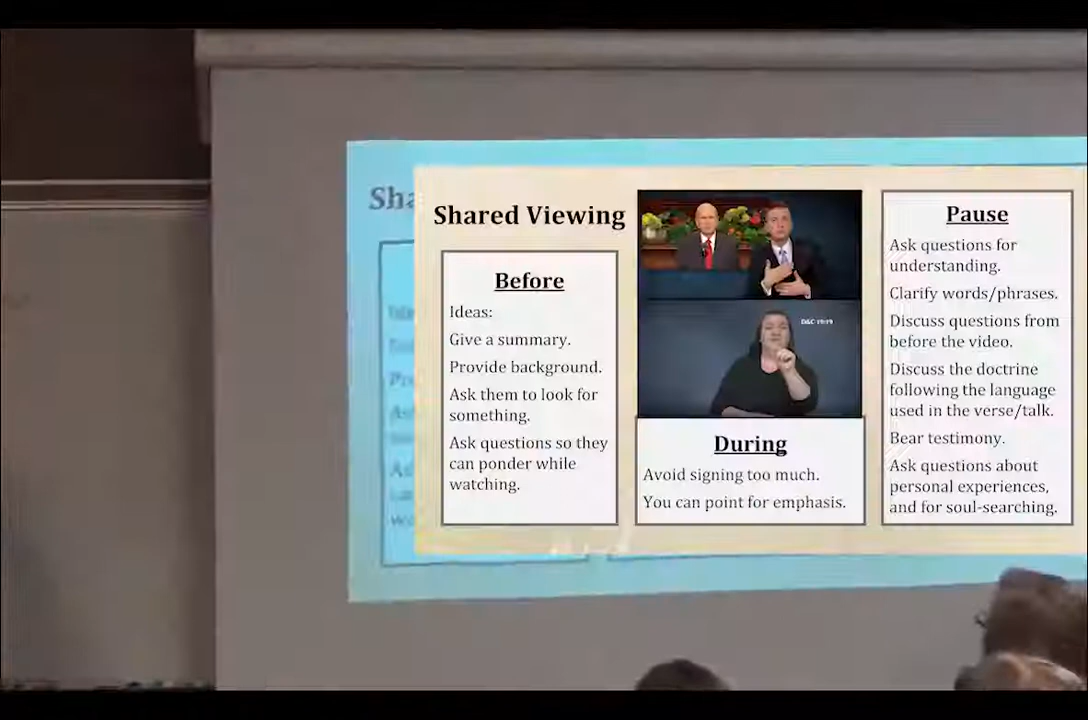 Sha
Shared Viewing
Before
Ideas:
Give a summary.
Provide background.
Ask them to look for
something.
Ask questions so they
can ponder while
watching.
D&C 19:19
During
Avoid signing too much.
You can point for emphasis.
Pause
Ask questions for
understanding.
Clarify words/phrases.
Discuss questions from
before the video.
Discuss the doctrine
following the language
used in the verse/talk.
Bear testimony.
Ask questions about
personal experiences,
and for soul-searching.